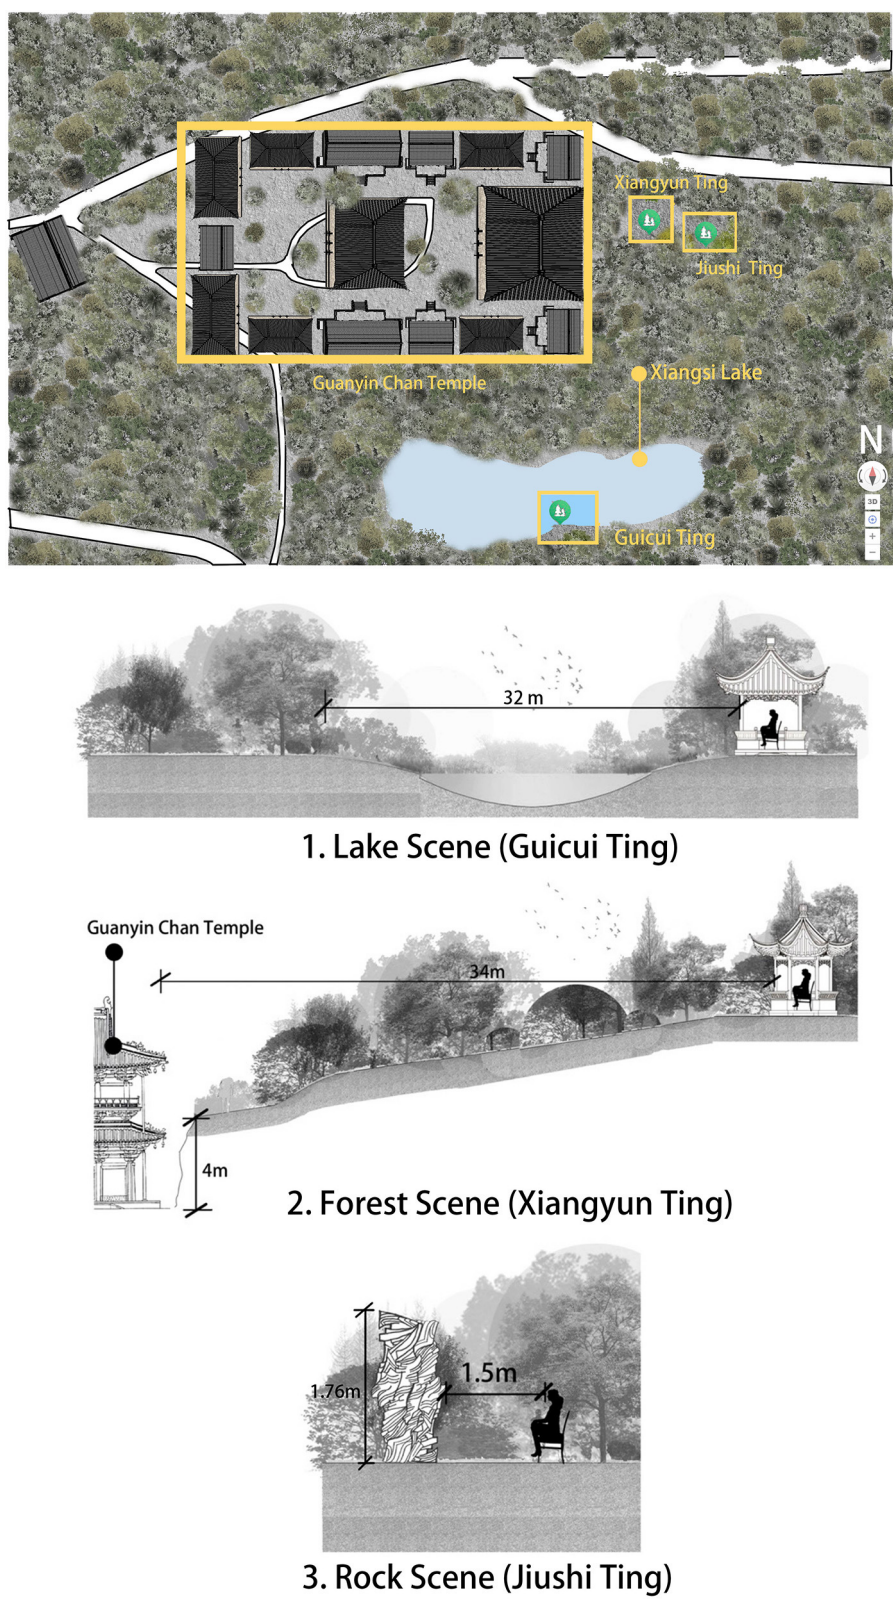 Xiangyun Ting
Jiushi Ting
Guanyin Chan Temple
Xiangsi Lake
N
3D
+
−
Guicui Ting
32 m
1. Lake Scene (Guicui Ting)
Guanyin Chan Temple
34m
4m
2. Forest Scene (Xiangyun Ting)
1.5m
1.76m
3. Rock Scene (Jiushi Ting)